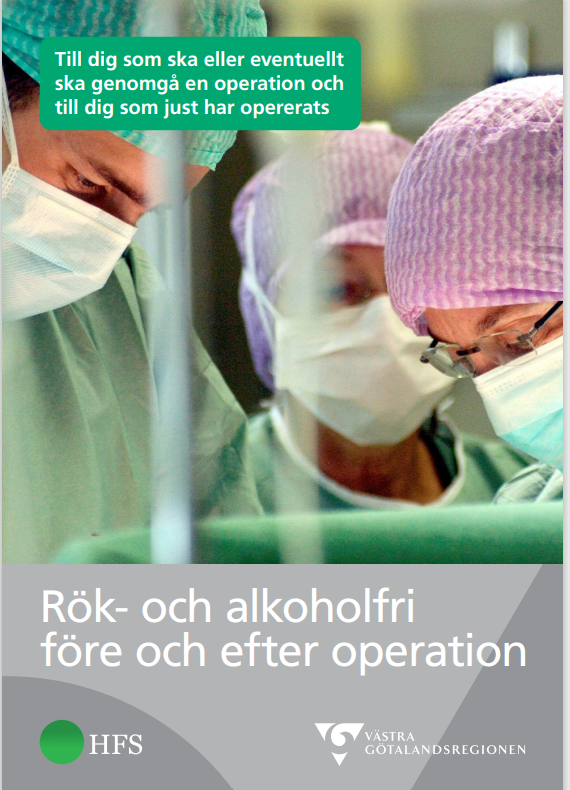 Till dig som ska eller eventuellt
ska genomgå en operation och
till dig som just har opererats
Rök- och alkoholfri
före och efter operation
HFS
VÄSTRA
GÖTALANDSREGIONEN